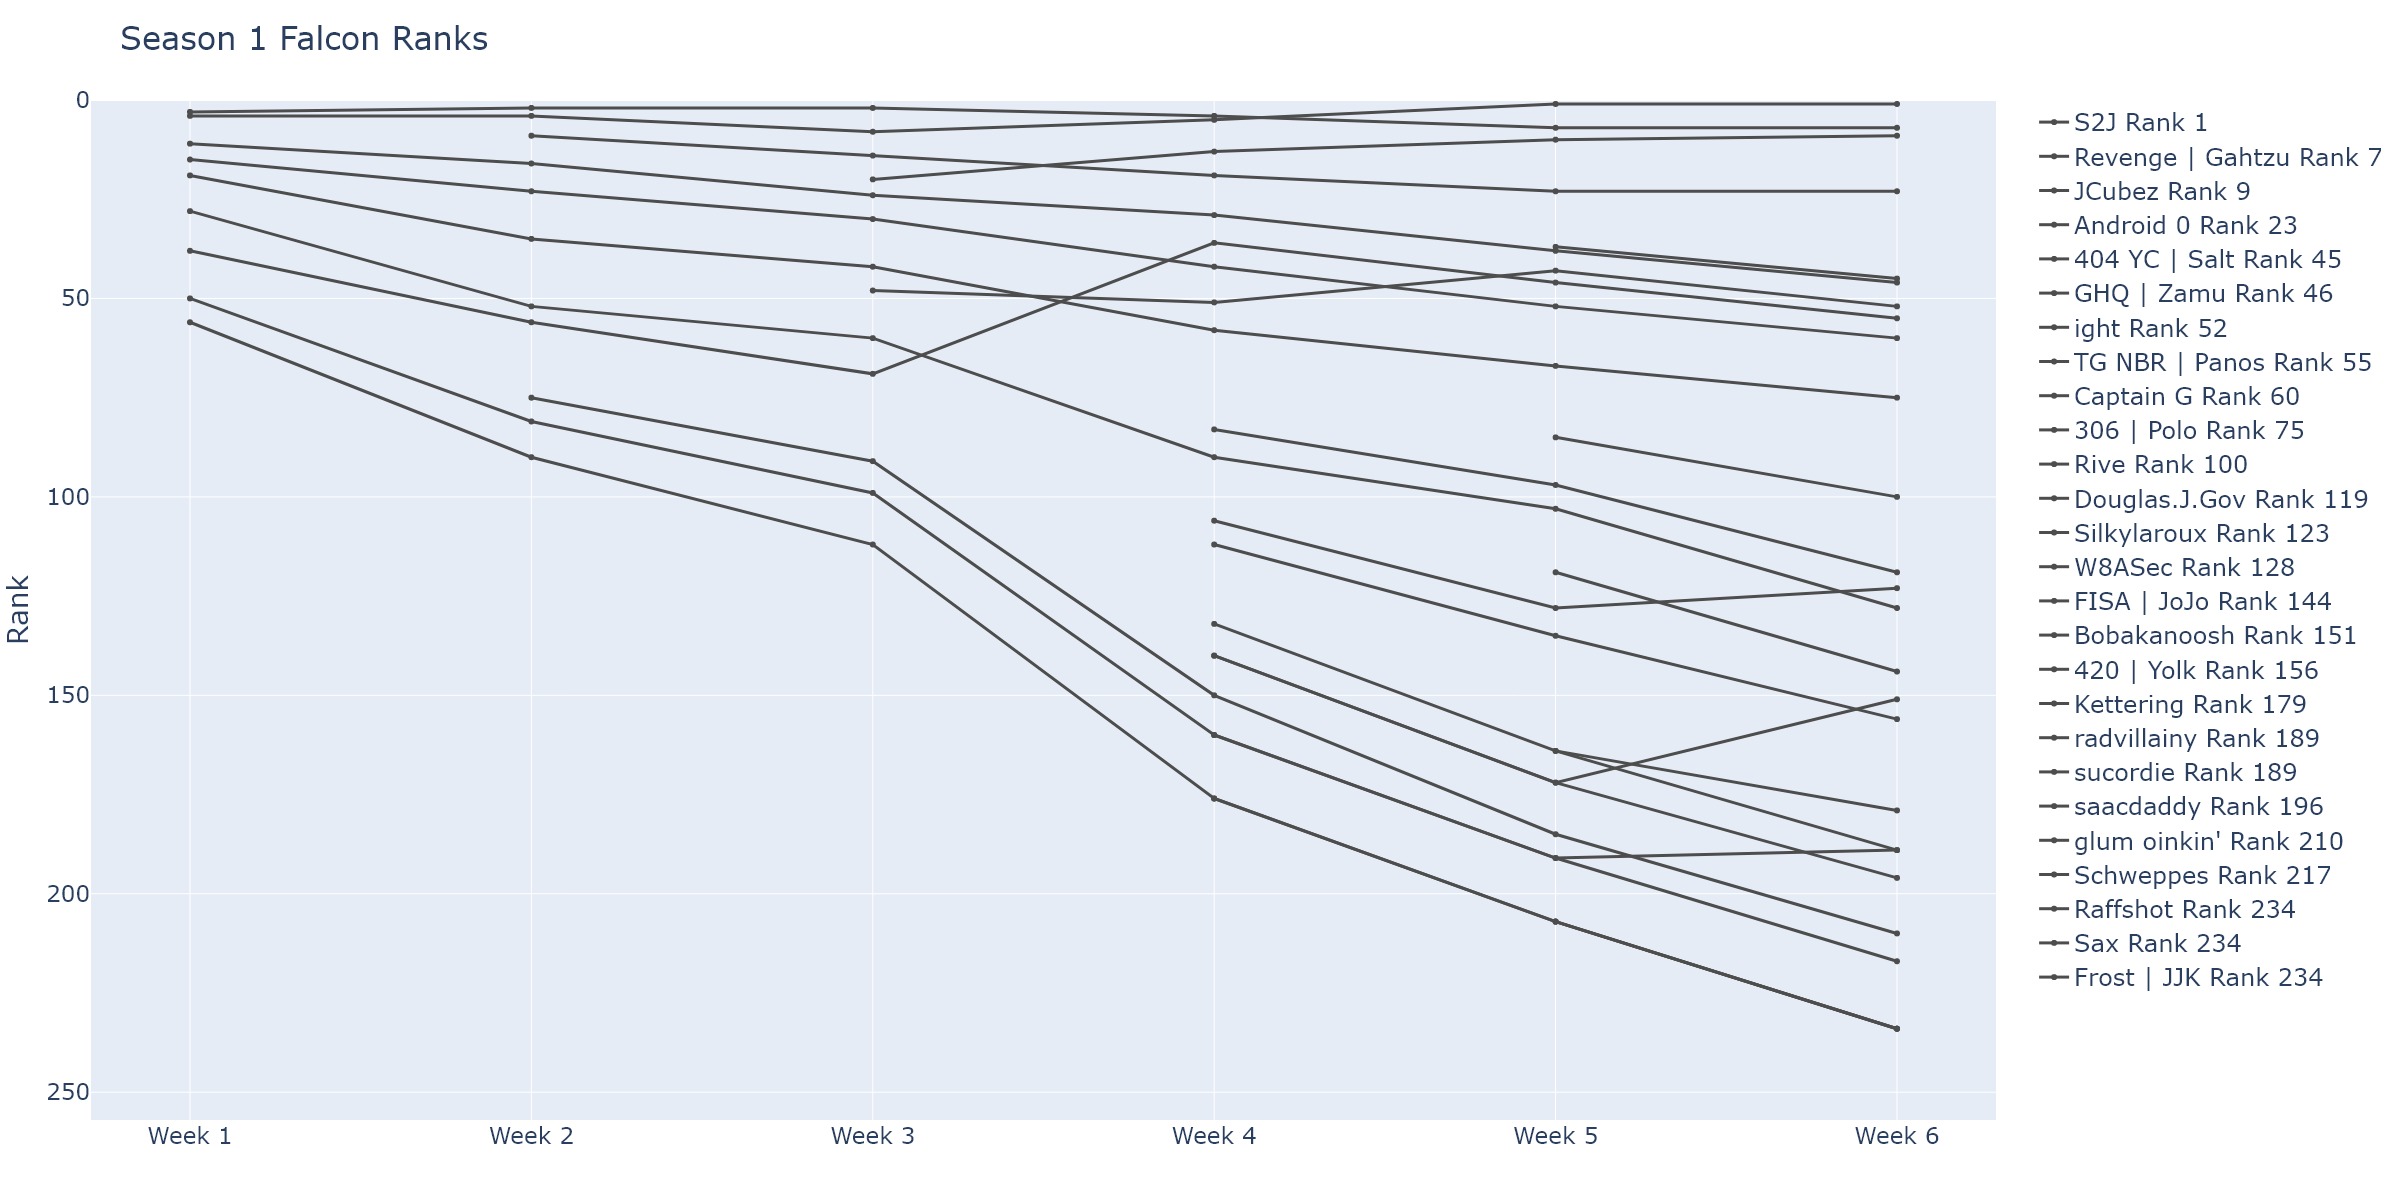 Season 1 Falcon Ranks
Rank
0
50
100
150
200
250
Week 1
Week 2
Week 3
Week 4
Week 5
Week 6
S2J Rank 1
Revenge | Gahtzu Rank 7
JCubez Rank 9
Android 0 Rank 23
404 YC | Salt Rank 45
GHQ | Zamu Rank 46
ight Rank 52
TG NBR | Panos Rank 55
Captain G Rank 60
306 | Polo Rank 75
Rive Rank 100
Douglas.J.Gov Rank 119
Silkylaroux Rank 123
W8ASec Rank 128
FISA | JoJo Rank 144
Bobakanoosh Rank 151
420 | Yolk Rank 156
Kettering Rank 179
radvillainy Rank 189
sucordie Rank 189
saacdaddy Rank 196
glum oinkin' Rank 210
Schweppes Rank 217
Raffshot Rank 234
Sax Rank 234
Frost | JJK Rank 234